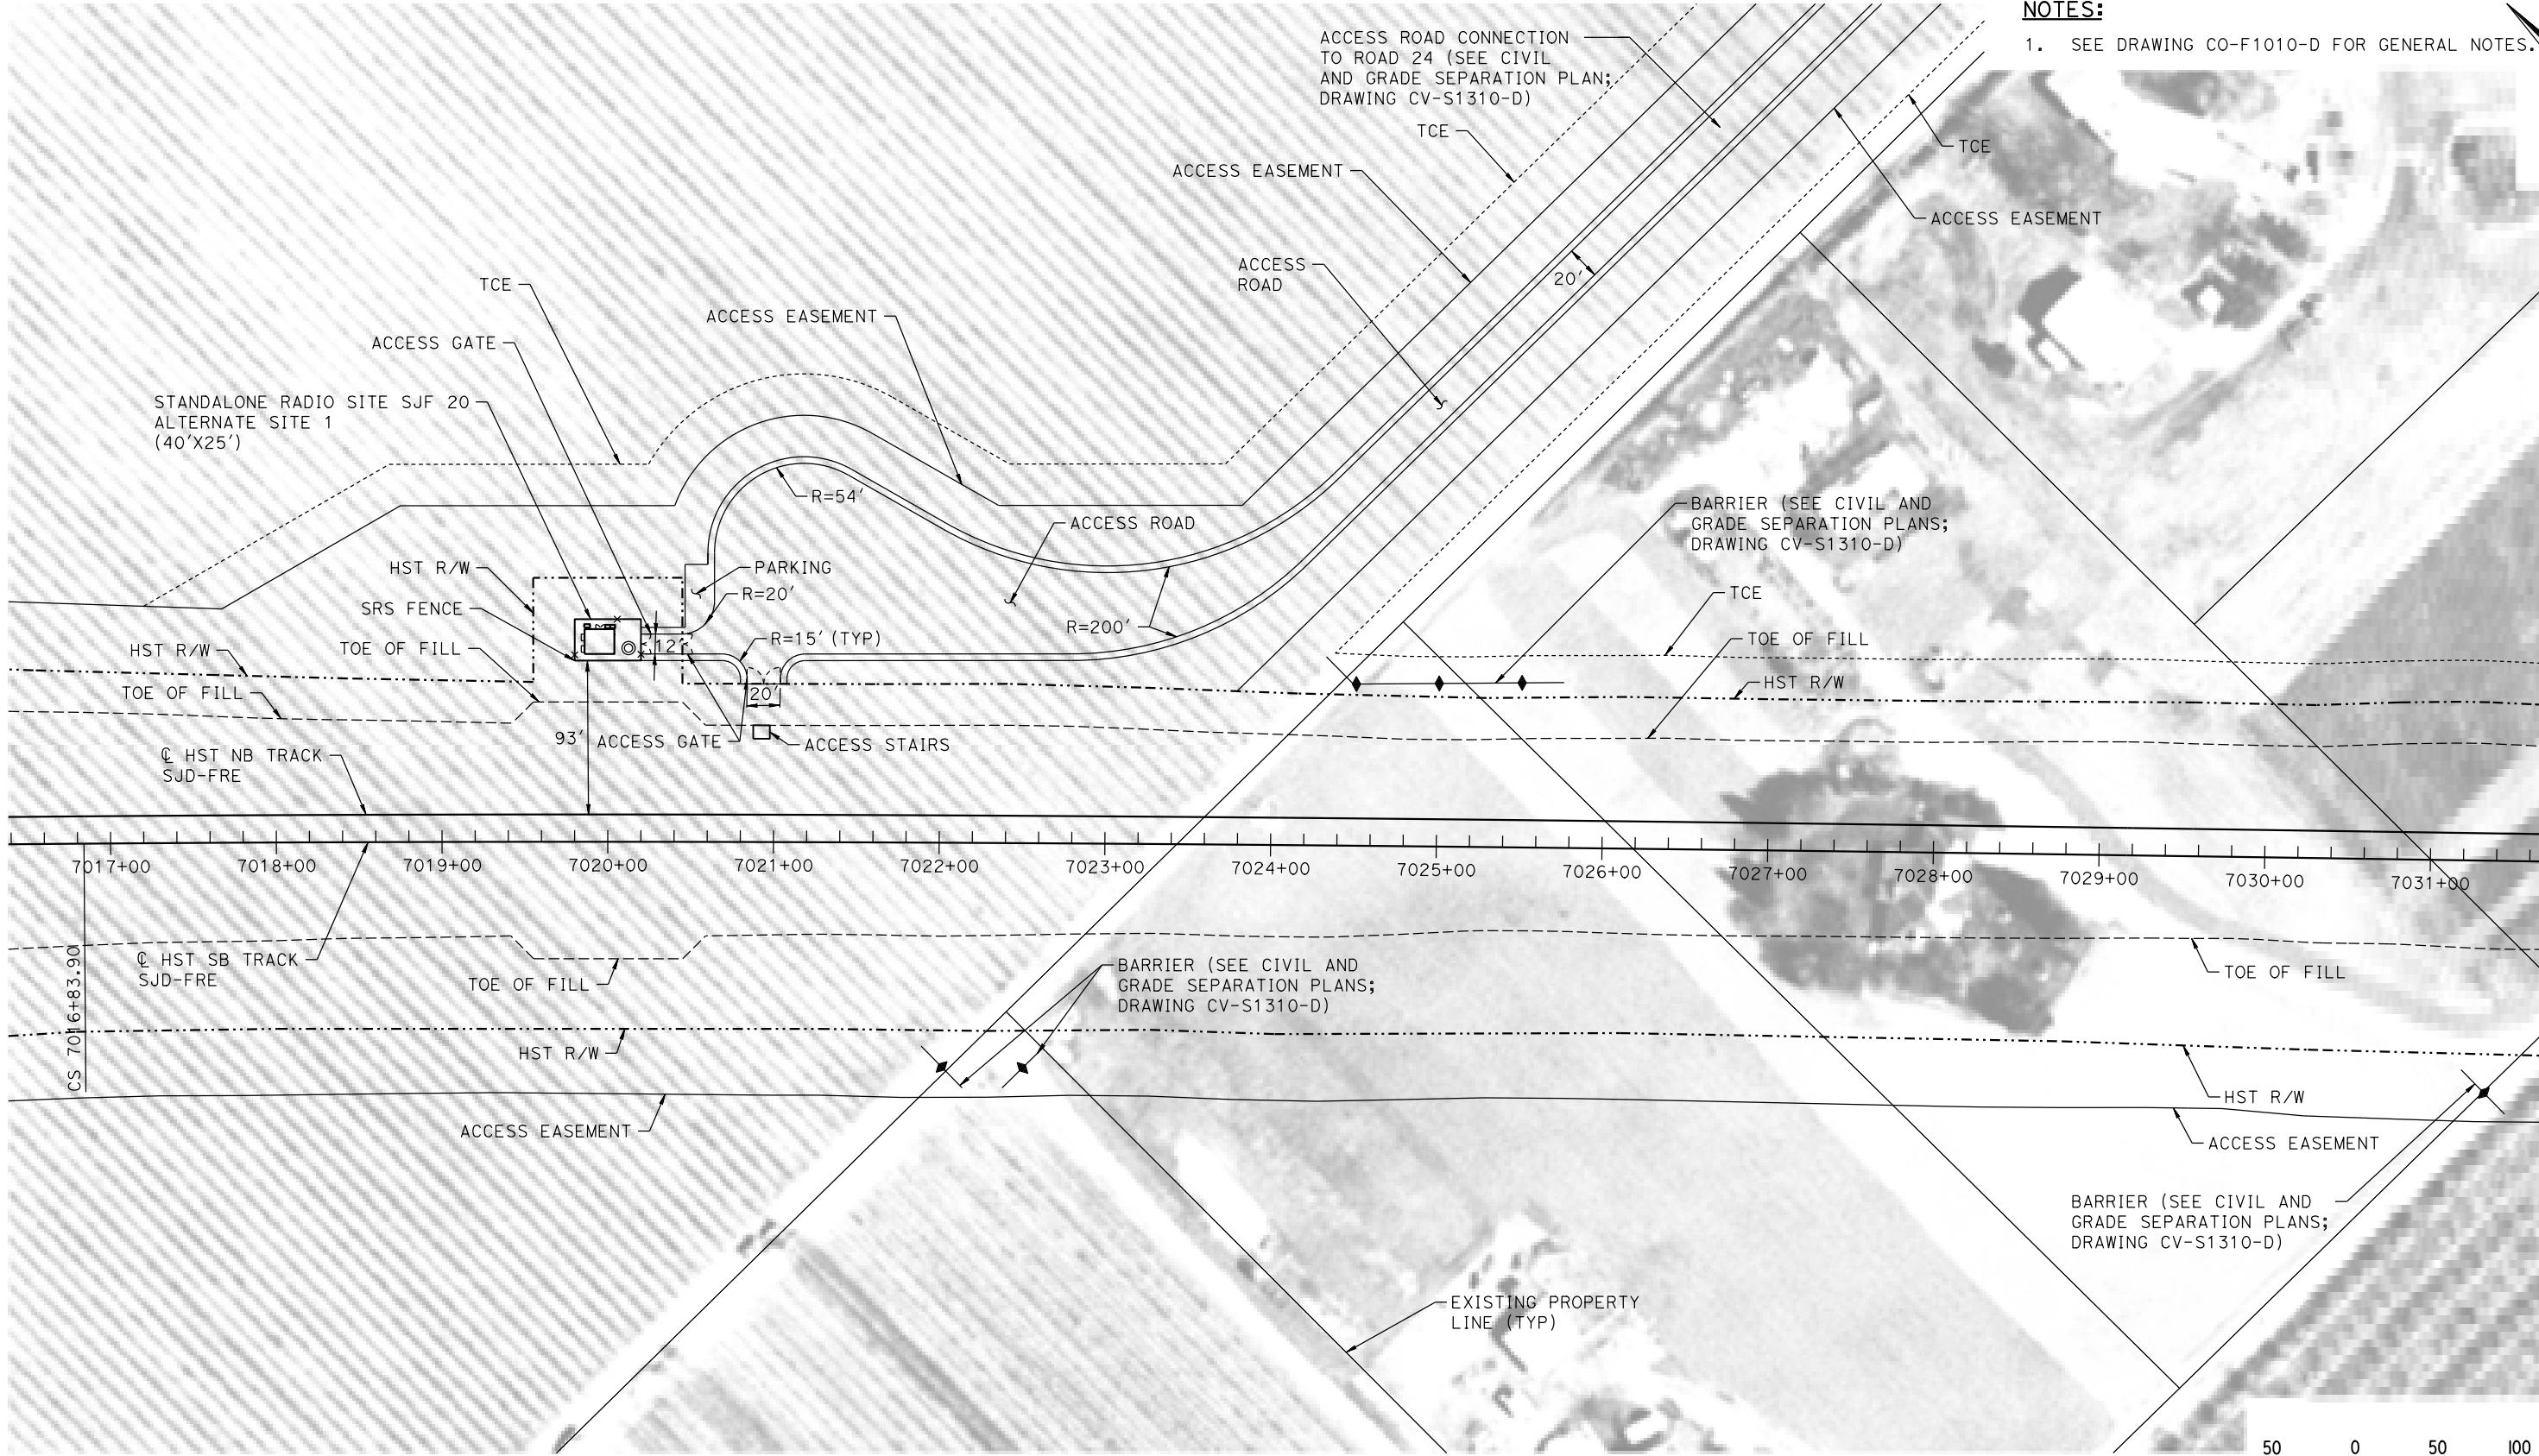 NOTES:
1. SEE DRAWING CO-F1010-D FOR GENERAL NOTES.
ACCESS ROAD CONNECTION
TO ROAD 24 (SEE CIVIL
AND GRADE SEPARATION PLAN;
DRAWING CV-S1310-D)
TCE
TCE
ACCESS EASEMENT
ACCESS EASEMENT
ACCESS
ROAD
20'
TCE
ACCESS EASEMENT
ACCESS GATE
STANDALONE RADIO SITE SJF 20
ALTERNATE SITE 1
(40'X25')
R=54'
ACCESS ROAD
BARRIER (SEE CIVIL AND
GRADE SEPARATION PLANS;
DRAWING CV-S1310-D)
HST R/W
PARKING
R=20'
TCE
SRS FENCE
R=200'
R=15' (TYP)
12'
TOE OF FILL
HST R/W
TOE OF FILL
HST R/W
TOE OF FILL
20'
93'
ACCESS GATE
ACCESS STAIRS
℄ HST NB TRACK
SJD-FRE
7017+00
7018+00
7019+00
7020+00
7021+00
7022+00
7023+00
7024+00
7025+00
7026+00
7027+00
7028+00
7029+00
7030+00
7031+00
CS 7016+83.90
℄ HST SB TRACK
SJD-FRE
TOE OF FILL
BARRIER (SEE CIVIL AND
GRADE SEPARATION PLANS;
DRAWING CV-S1310-D)
TOE OF FILL
HST R/W
HST R/W
ACCESS EASEMENT
ACCESS EASEMENT
BARRIER (SEE CIVIL AND
GRADE SEPARATION PLANS;
DRAWING CV-S1310-D)
EXISTING PROPERTY
LINE (TYP)
50 0 50 100